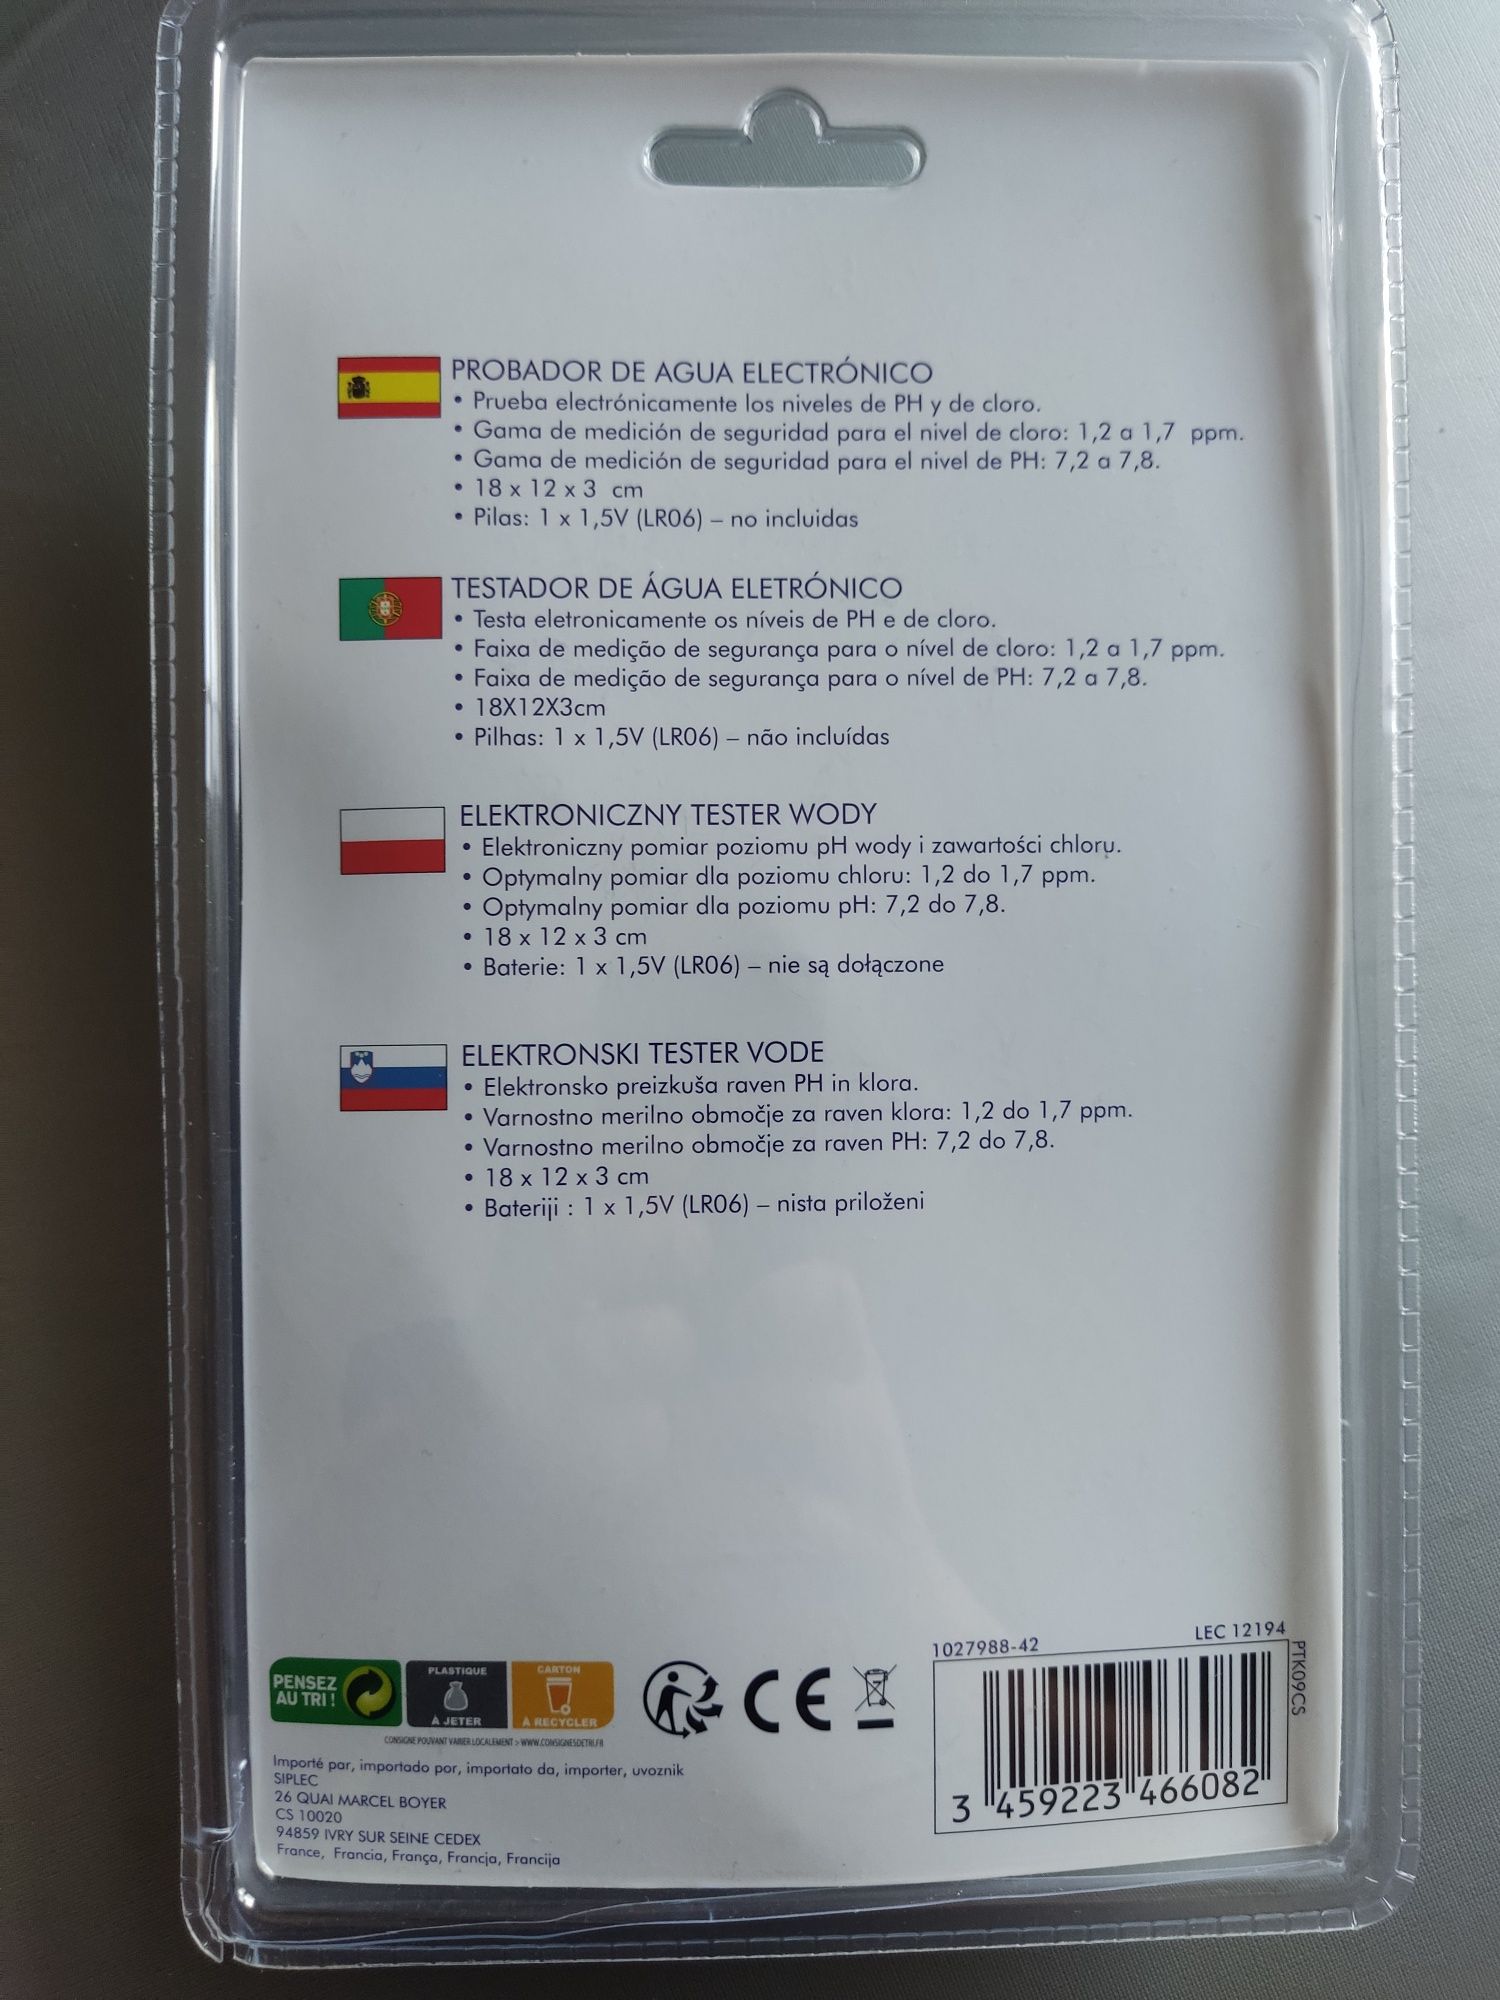 PROBADOR DE AGUA ELECTRÓNICO
• Prueba electrónicamente los niveles de PH y de cloro.
• Gama de medición de seguridad para el nivel de cloro: 1,2 a 1,7 ppm.
• Gama de medición de seguridad para el nivel de PH: 7,2 a 7,8.
• 18 x 12 x 3 cm
• Pilas: 1 x 1,5V (LR06) – no incluidas
TESTADOR DE ÁGUA ELETRÓNICO
• Testa eletronicamente os níveis de PH e de cloro.
• Faixa de medição de segurança para o nível de cloro: 1,2 a 1,7 ppm.
• Faixa de medição de segurança para o nível de PH: 7,2 a 7,8.
• 18X12X3cm
• Pilhas: 1 x 1,5V (LR06) – não incluídas
ELEKTRONICZNY TESTER WODY
• Elektroniczny pomiar poziomu pH wody i zawartości chloru.
• Optymalny pomiar dla poziomu chloru: 1,2 do 1,7 ppm.
• Optymalny pomiar dla poziomu pH: 7,2 do 7,8.
• 18 x 12 x 3 cm
• Baterie: 1 x 1,5V (LR06) – nie są dołączone
ELEKTRONSKI TESTER VODE
• Elektronsko preizkuša raven PH in klora.
• Varnostno merilno območje za raven klora: 1,2 do 1,7 ppm.
• Varnostno merilno območje za raven PH: 7,2 do 7,8.
• 18 x 12 x 3 cm
• Bateriji : 1 x 1,5V (LR06) – nista priloženi
PENSEZ
AU TRI !
PLASTIQUE
À JETER
CARTON
À RECYCLER
CONSIGNE POUVANT VARIER LOCALEMENT > WWW.CONSIGNESDETRI.FR
CE
Importé par, importado por, importato da, importer, uvoznik
SIPLEC
26 QUAI MARCEL BOYER
CS 10020
94859 IVRY SUR SEINE CEDEX
France, Francia, França, Francja, Francija
1027988-42
LEC 12194
PTK09CS
3 459223 466082